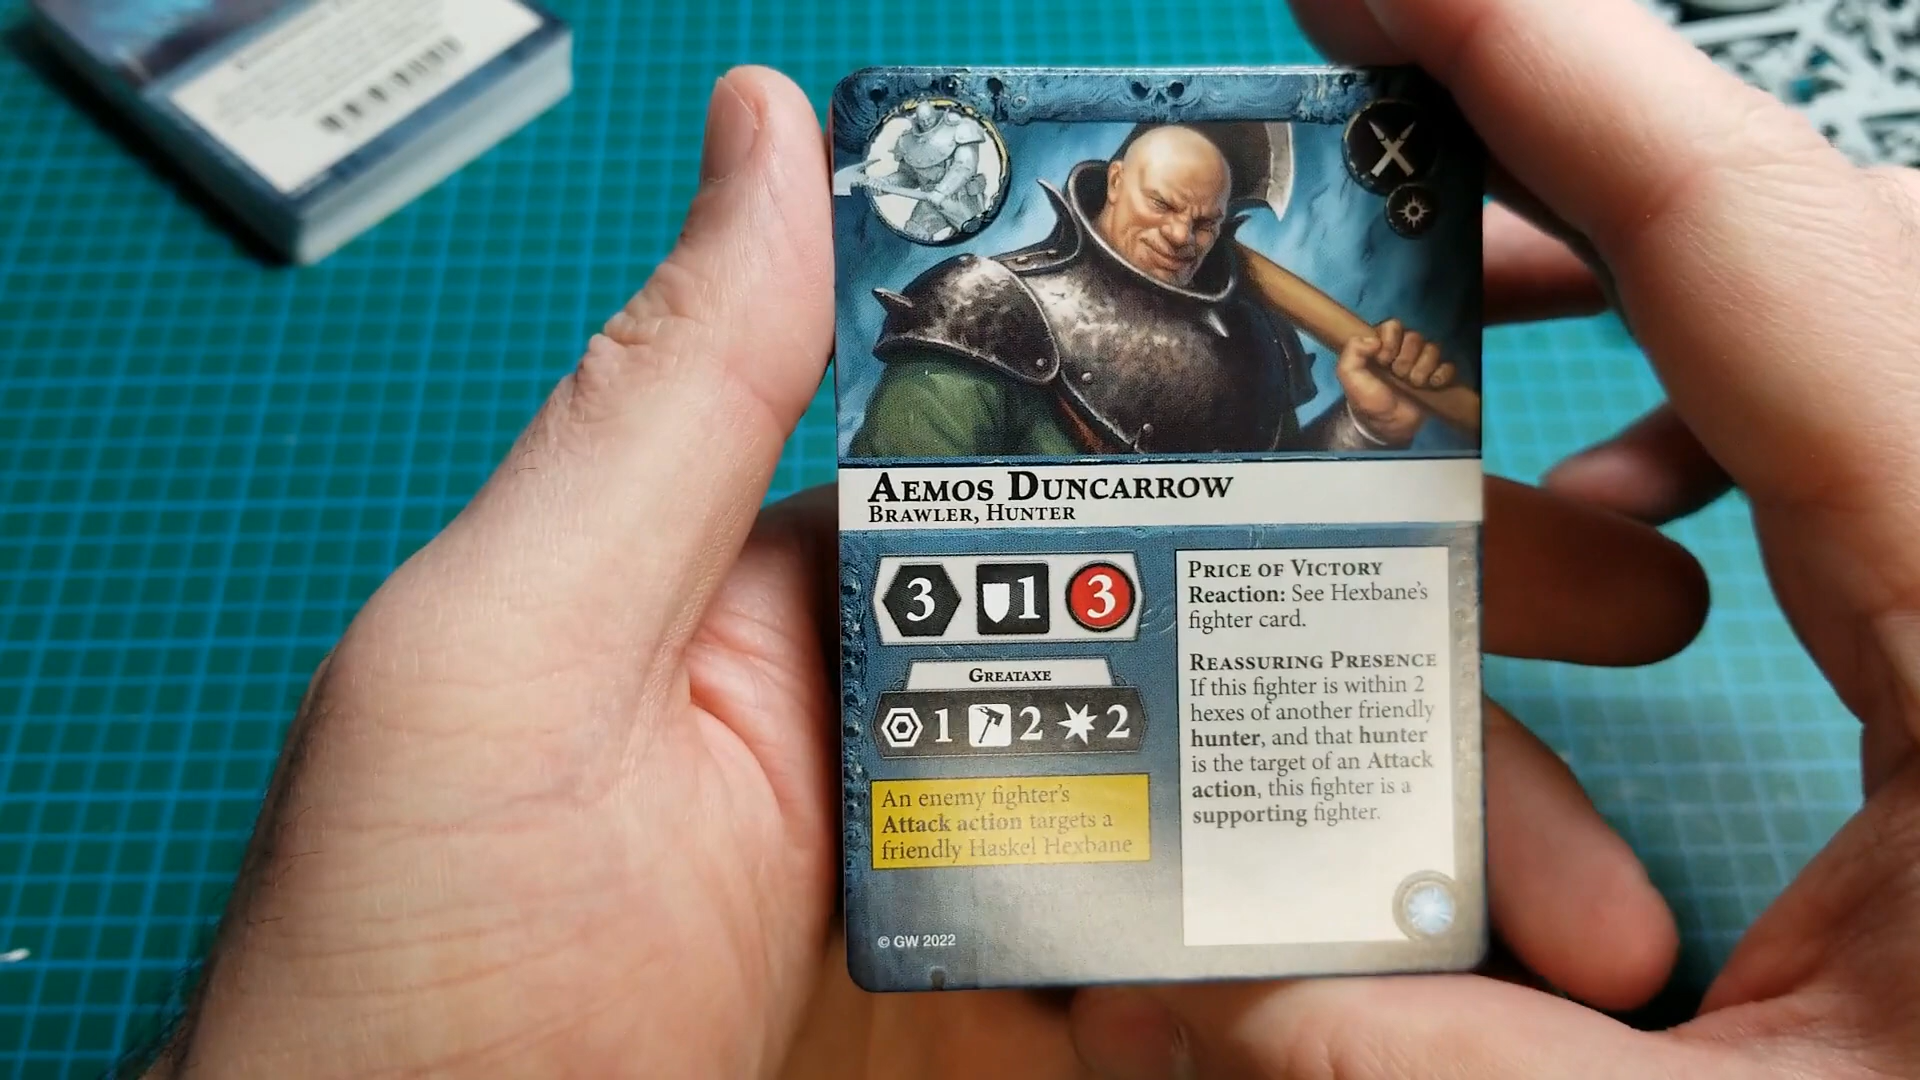 Aemos Duncarrow
Brawler, Hunter
3 1 3
Greataxe
1 2 2
An enemy fighter's
Attack action targets a
friendly Haskel Hexbane
© GW 2022
Price of Victory
Reaction: See Hexbane's
fighter card.
Reassuring Presence
If this fighter is within 2
hexes of another friendly
hunter, and that hunter
is the target of an Attack
action, this fighter is a
supporting fighter.